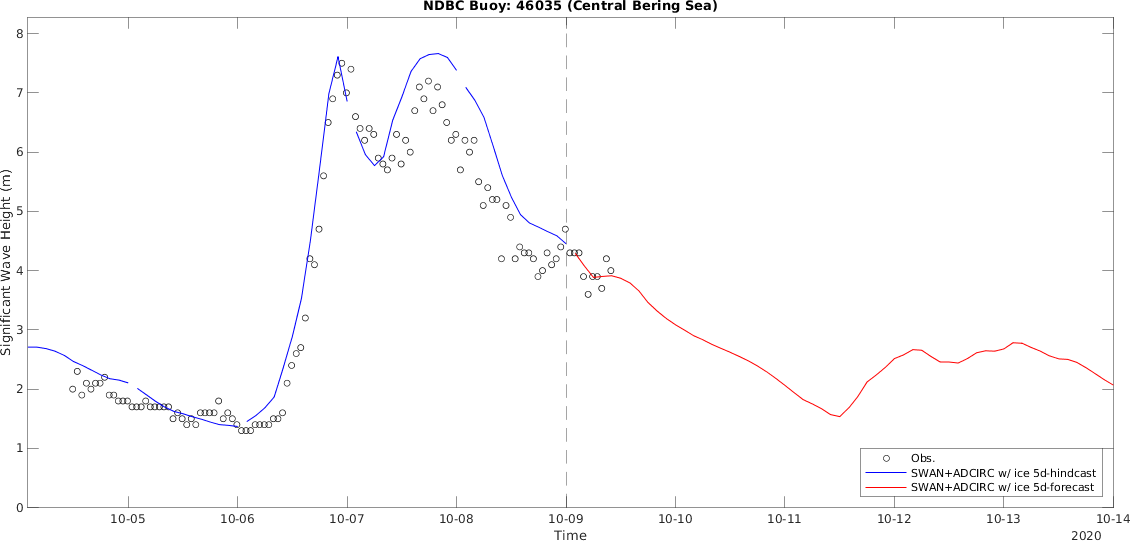 NDBC Buoy: 46035 (Central Bering Sea)
Significant Wave Height (m)
8
7
6
5
4
3
2
1
0
Obs.
SWAN+ADCIRC w/ ice 5d-hindcast
SWAN+ADCIRC w/ ice 5d-forecast
10-05 10-06 10-07 10-08 10-09 10-10 10-11 10-12 10-13 10-14
Time
2020